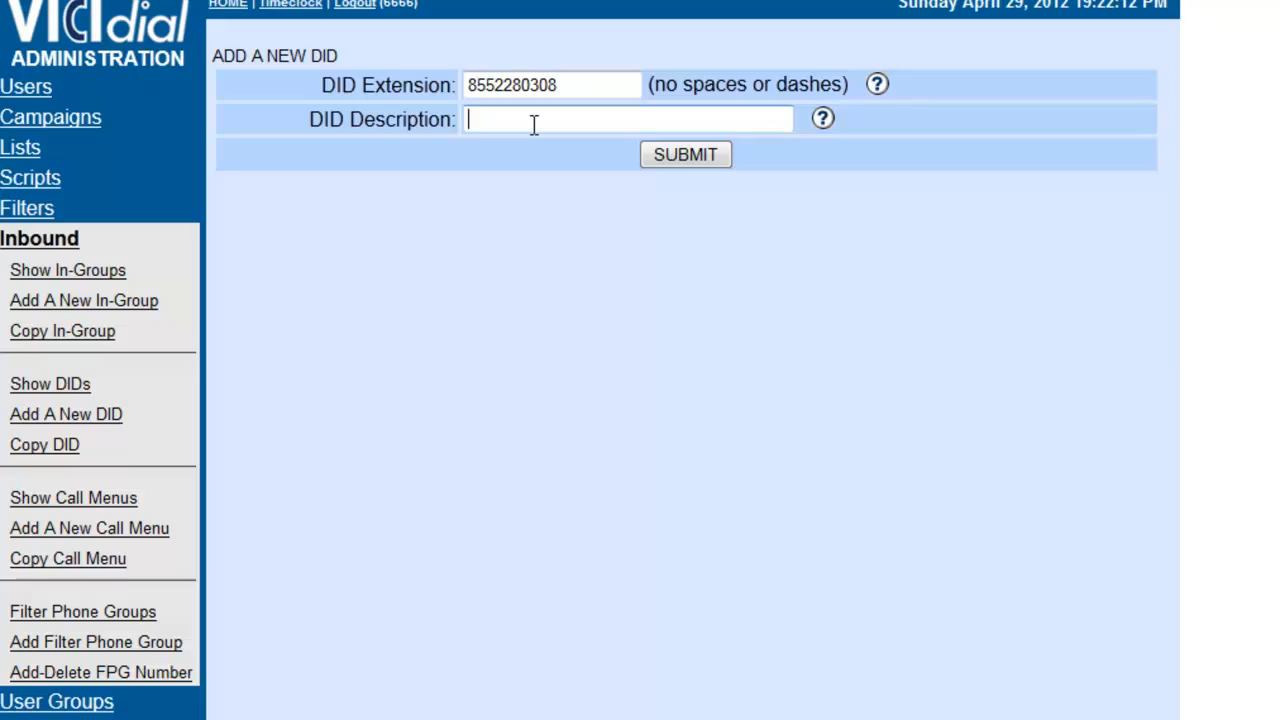 HOME | Timeclock | Logout (6666)
Sunday April 29, 2012 19:22:12 PM
VICIdial
ADMINISTRATION
Users
Campaigns
Lists
Scripts
Filters
Inbound
Show In-Groups
Add A New In-Group
Copy In-Group
Show DIDs
Add A New DID
Copy DID
Show Call Menus
Add A New Call Menu
Copy Call Menu
Filter Phone Groups
Add Filter Phone Group
Add-Delete FPG Number
User Groups
ADD A NEW DID
DID Extension: 8552280308 (no spaces or dashes) ?
DID Description: ?
SUBMIT